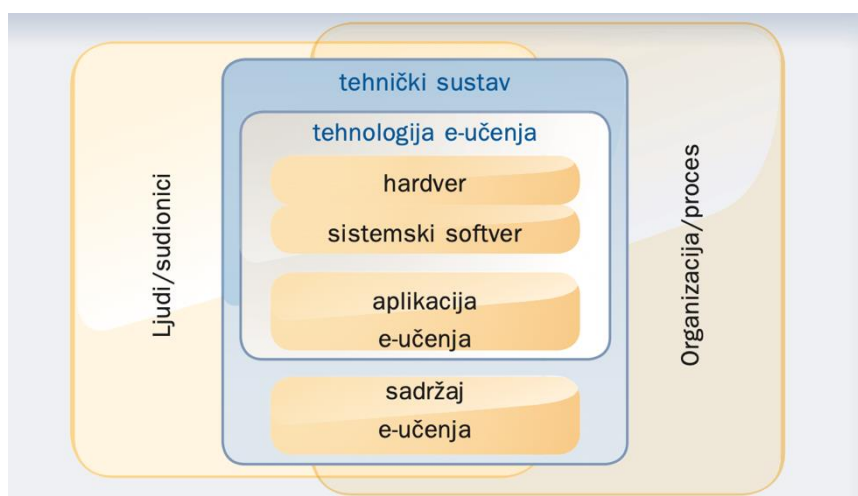 tehnički sustav
tehnologija e-učenja
hardver
sistemski softver
aplikacija
e-učenja
sadržaj
e-učenja
Ljudi/sudionici
Organizacija/proces